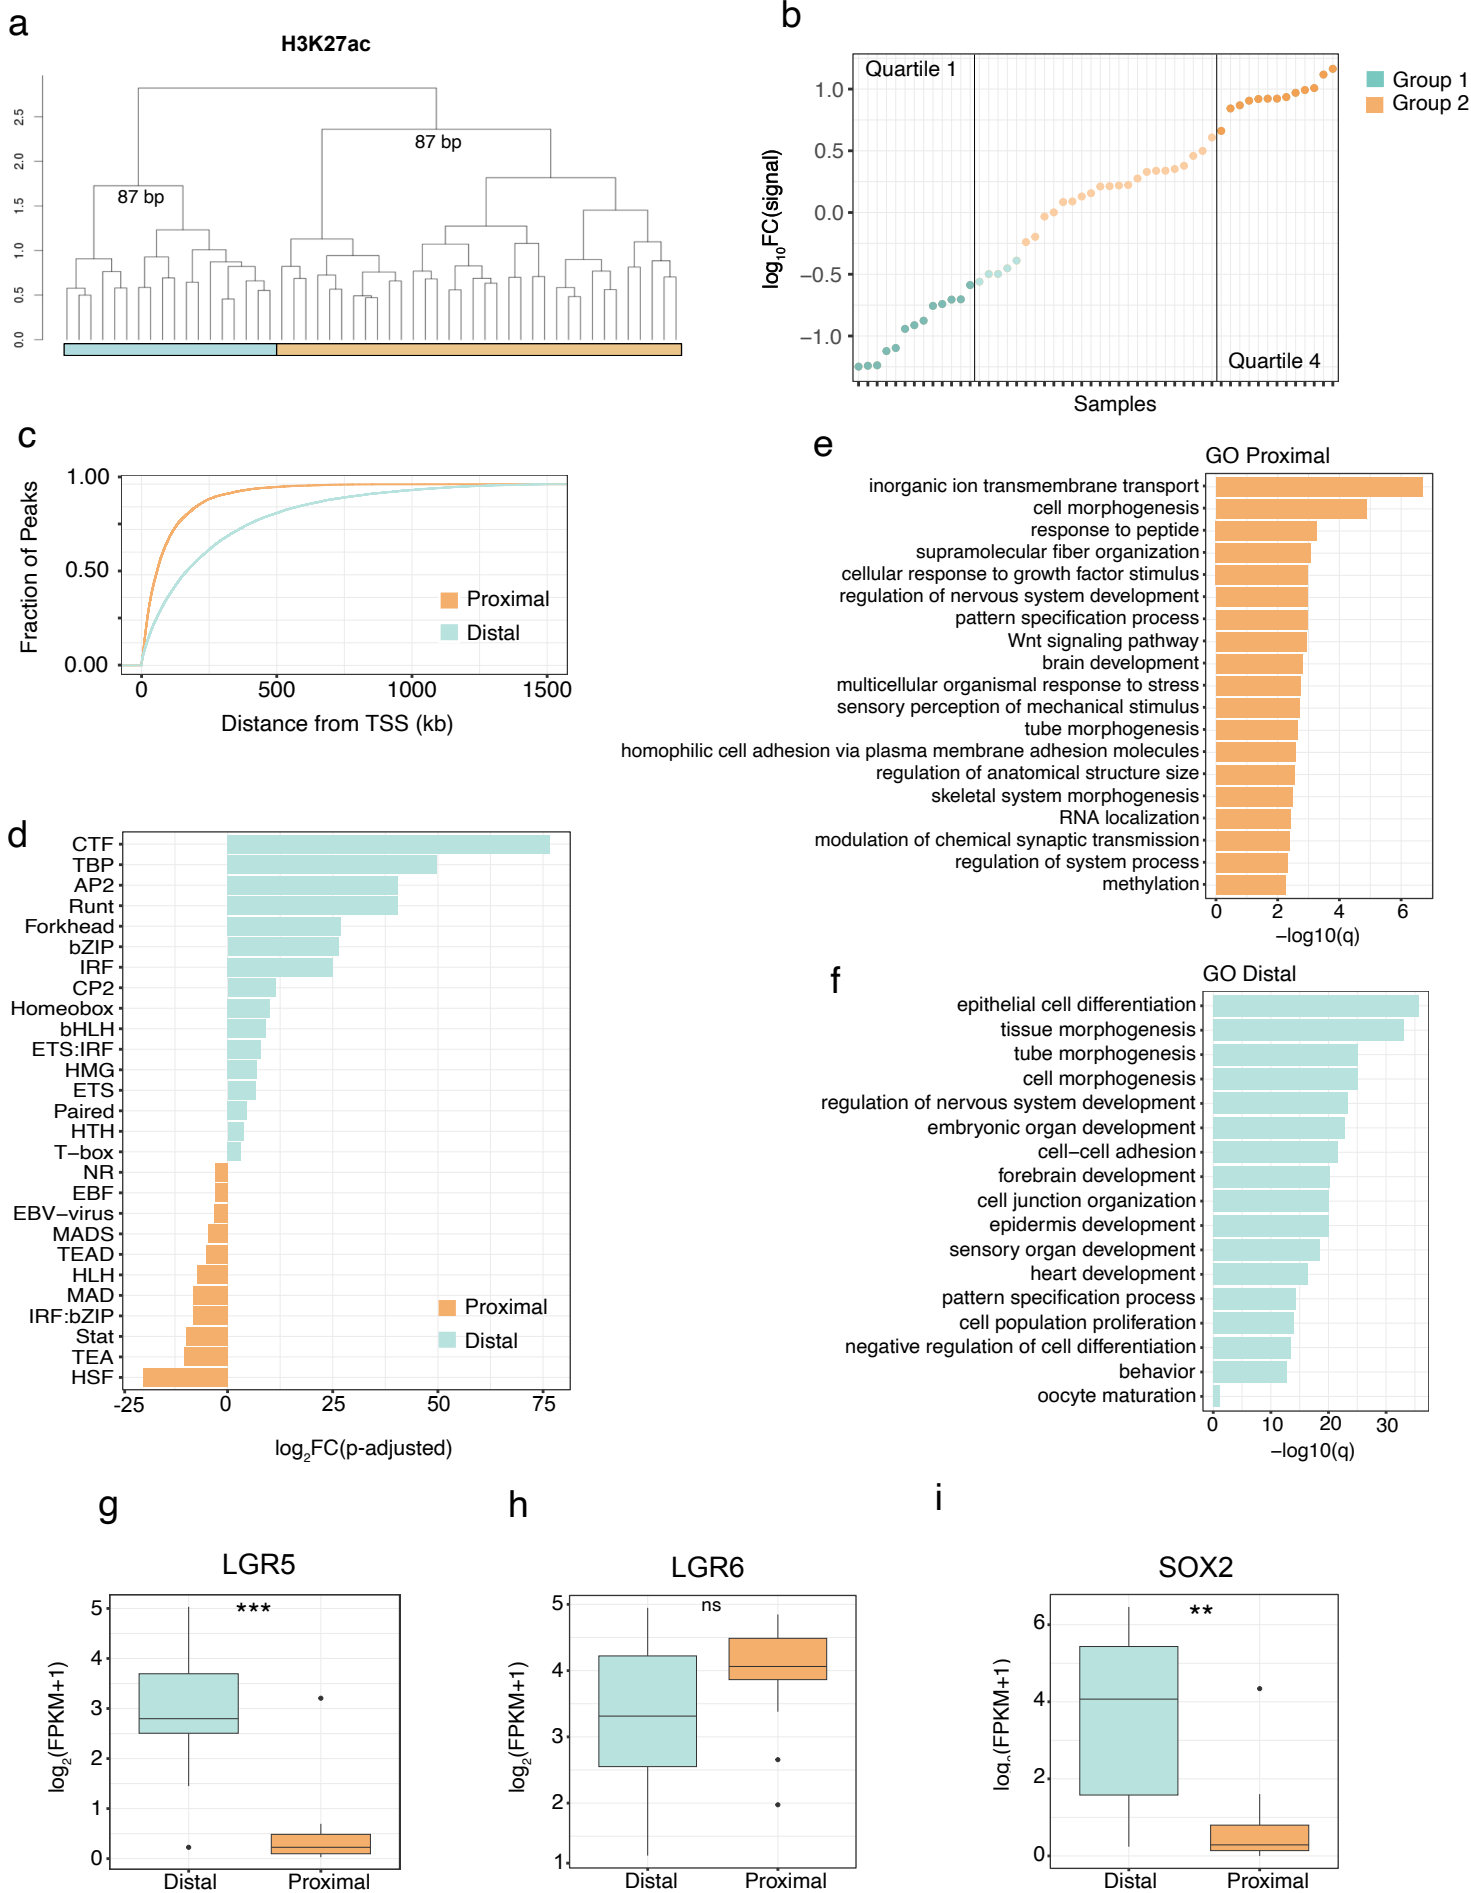 a
H3K27ac
2.5
2.0
1.5
1.0
0.5
0.0
87 bp
87 bp
b
Quartile 1
Quartile 4
1.0
0.5
0.0
−0.5
−1.0
log10FC(signal)
Samples
Group 1
Group 2
c
1.00
0.50
0.00
Fraction of Peaks
Proximal
Distal
0 500 1000 1500
Distance from TSS (kb)
d
CTF
TBP
AP2
Runt
Forkhead
bZIP
IRF
CP2
Homeobox
bHLH
ETS:IRF
HMG
ETS
Paired
HTH
T−box
NR
EBF
EBV−virus
MADS
TEAD
HLH
MAD
IRF:bZIP
Stat
TEA
HSF
Proximal
Distal
-25 0 25 50 75
log2FC(p-adjusted)
e
GO Proximal
inorganic ion transmembrane transport
cell morphogenesis
response to peptide
supramolecular fiber organization
cellular response to growth factor stimulus
regulation of nervous system development
pattern specification process
Wnt signaling pathway
brain development
multicellular organismal response to stress
sensory perception of mechanical stimulus
tube morphogenesis
homophilic cell adhesion via plasma membrane adhesion molecules
regulation of anatomical structure size
skeletal system morphogenesis
RNA localization
modulation of chemical synaptic transmission
regulation of system process
methylation
0 2 4 6
−log10(q)
f
GO Distal
epithelial cell differentiation
tissue morphogenesis
tube morphogenesis
cell morphogenesis
regulation of nervous system development
embryonic organ development
cell−cell adhesion
forebrain development
cell junction organization
epidermis development
sensory organ development
heart development
pattern specification process
cell population proliferation
negative regulation of cell differentiation
behavior
oocyte maturation
0 10 20 30
−log10(q)
g
LGR5
***
5
4
3
2
1
0
log2(FPKM+1)
Distal Proximal
h
LGR6
ns
5
4
3
2
1
log2(FPKM+1)
Distal Proximal
i
SOX2
**
6
4
2
0
log2(FPKM+1)
Distal Proximal